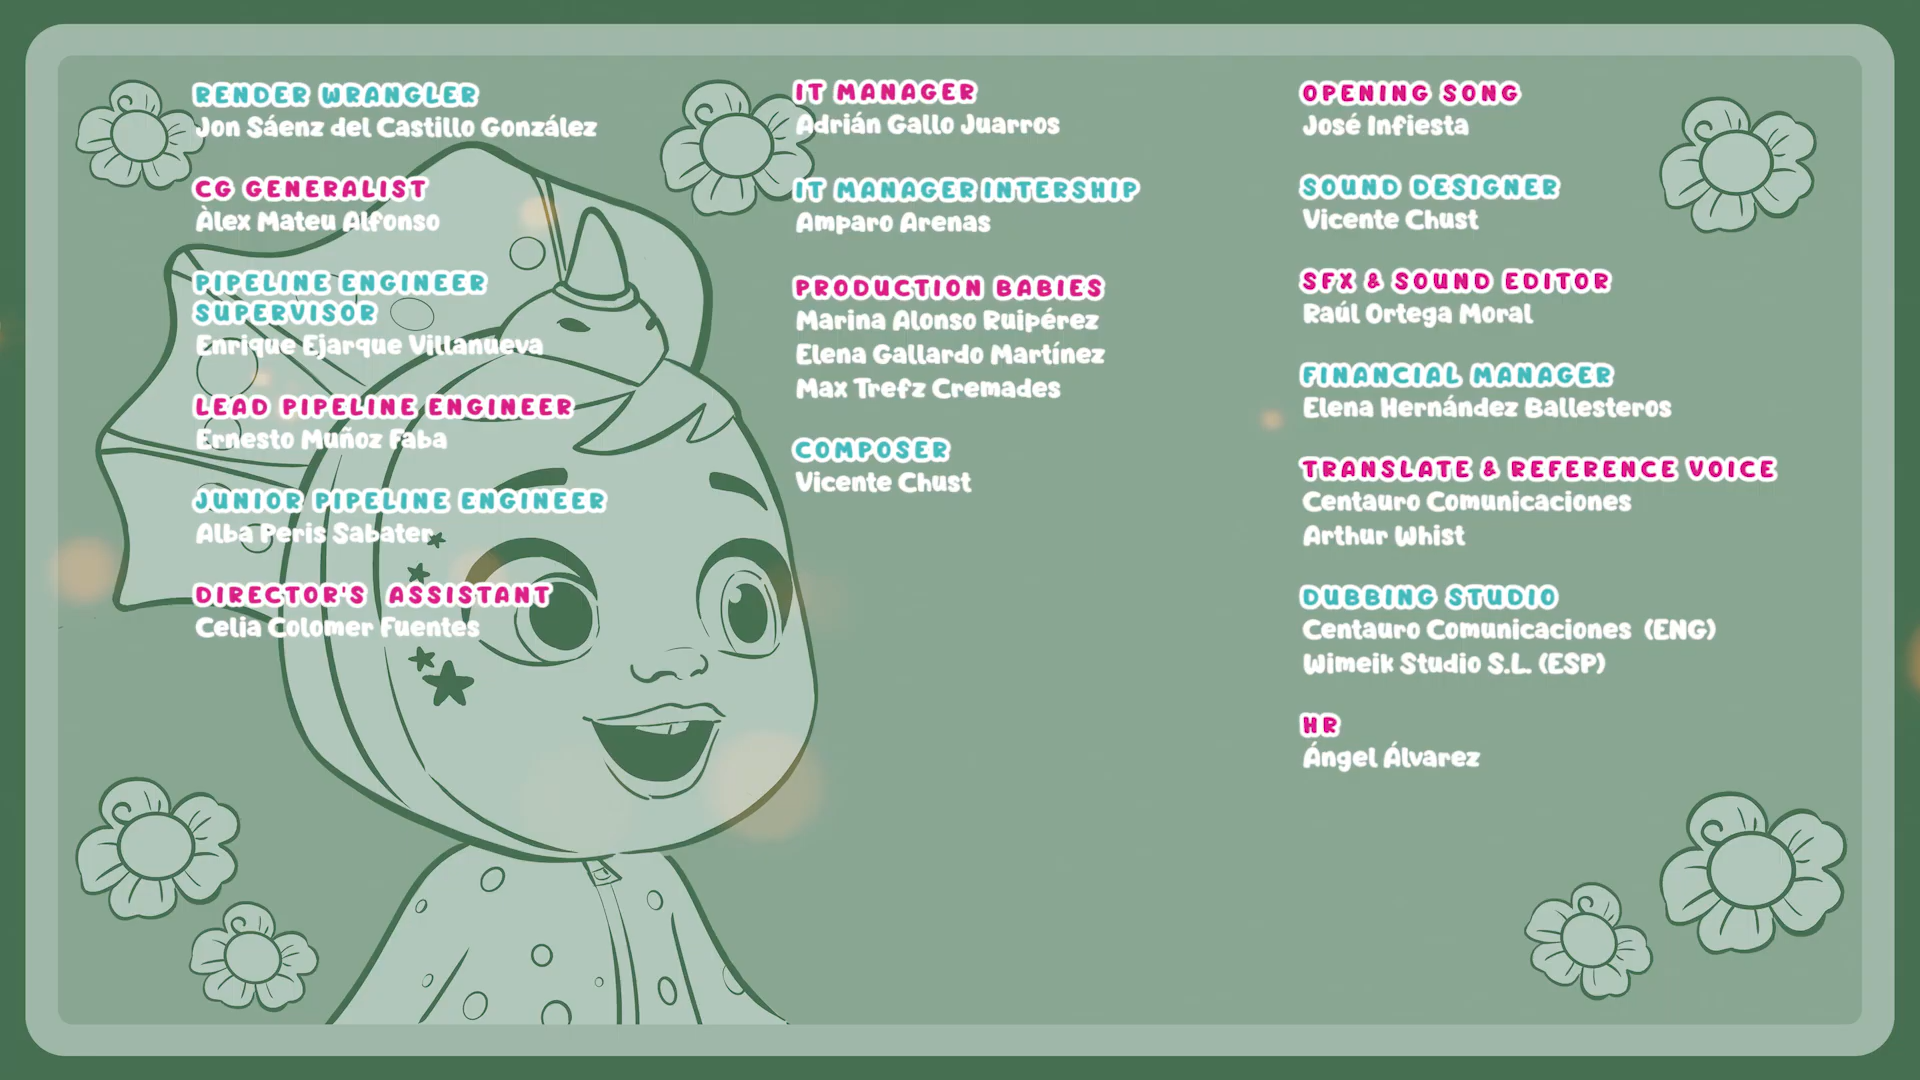 RENDER WRANGLER
Jon Sáenz del Castillo González
CG GENERALIST
Àlex Mateu Alfonso
PIPELINE ENGINEER
SUPERVISOR
Enrique Ejarque Villanueva
LEAD PIPELINE ENGINEER
Ernesto Muñoz Faba
JUNIOR PIPELINE ENGINEER
Alba Peris Sabater
DIRECTOR'S ASSISTANT
Celia Colomer Fuentes
IT MANAGER
Adrián Gallo Juarros
IT MANAGER INTERSHIP
Amparo Arenas
PRODUCTION BABIES
Marina Alonso Ruipérez
Elena Gallardo Martínez
Max Trefz Cremades
COMPOSER
Vicente Chust
OPENING SONG
José Infiesta
SOUND DESIGNER
Vicente Chust
SFX & SOUND EDITOR
Raúl Ortega Moral
FINANCIAL MANAGER
Elena Hernández Ballesteros
TRANSLATE & REFERENCE VOICE
Centauro Comunicaciones
Arthur Whist
DUBBING STUDIO
Centauro Comunicaciones (ENG)
Wimeik Studio S.L. (ESP)
HR
Ángel Álvarez